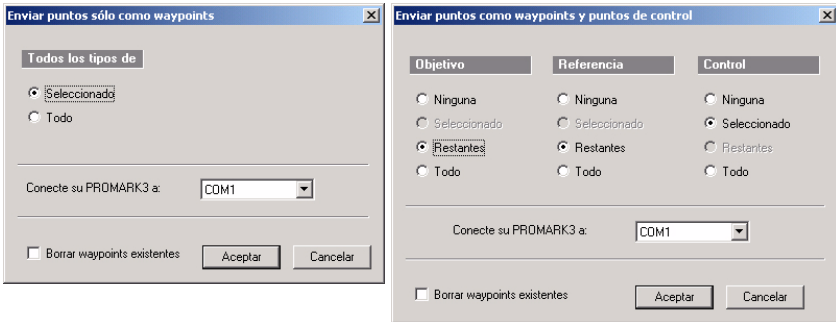 Enviar puntos sólo como waypoints
Todos los tipos de
Seleccionado
Todo
Conecte su PROMARK3 a:
COM1
Borrar waypoints existentes
Aceptar
Cancelar
Enviar puntos como waypoints y puntos de control
Objetivo
Referencia
Control
Ninguna
Ninguna
Ninguna
Seleccionado
Seleccionado
Seleccionado
Restantes
Restantes
Restantes
Todo
Todo
Todo
Conecte su PROMARK3 a:
COM1
Borrar waypoints existentes
Aceptar
Cancelar